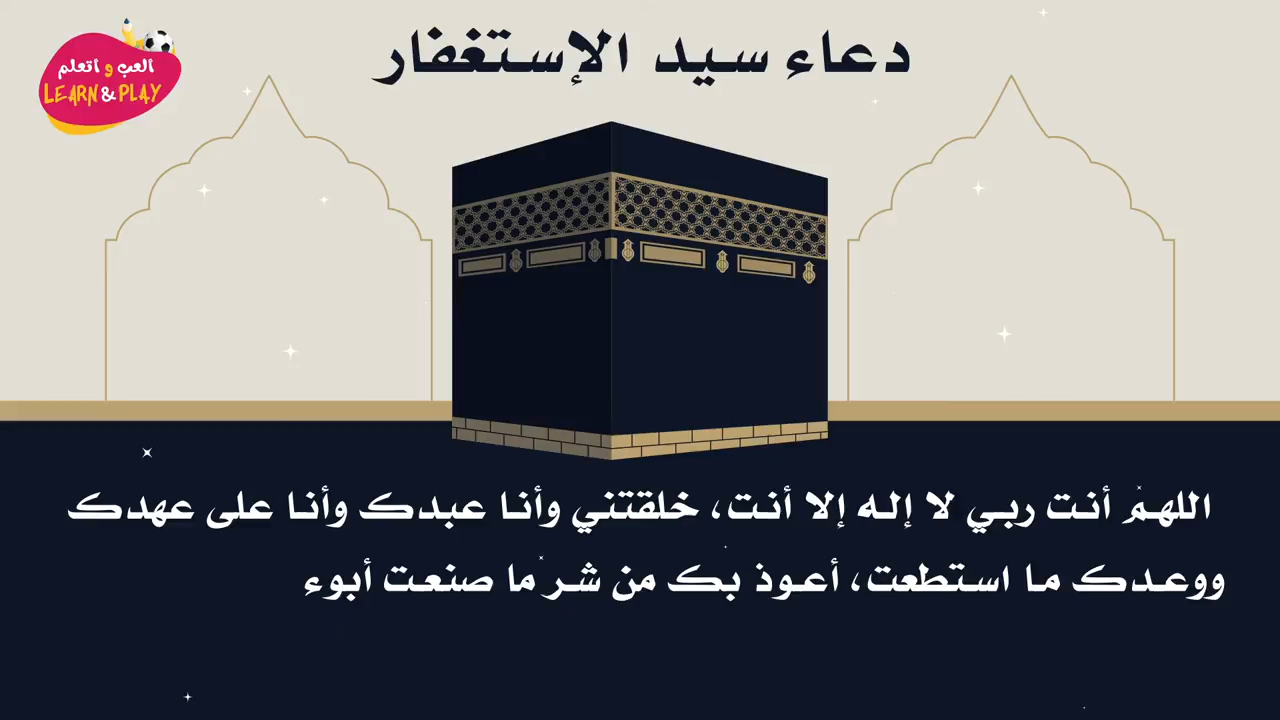 دعاء سيد الإستغفار
العب و اتعلم
LEARN & PLAY
اللهم أنت ربي لا إله إلا أنت، خلقتني وأنا عبدك وأنا على عهدك
ووعدك ما استطعت، أعوذ بك من شر ما صنعت أبوء